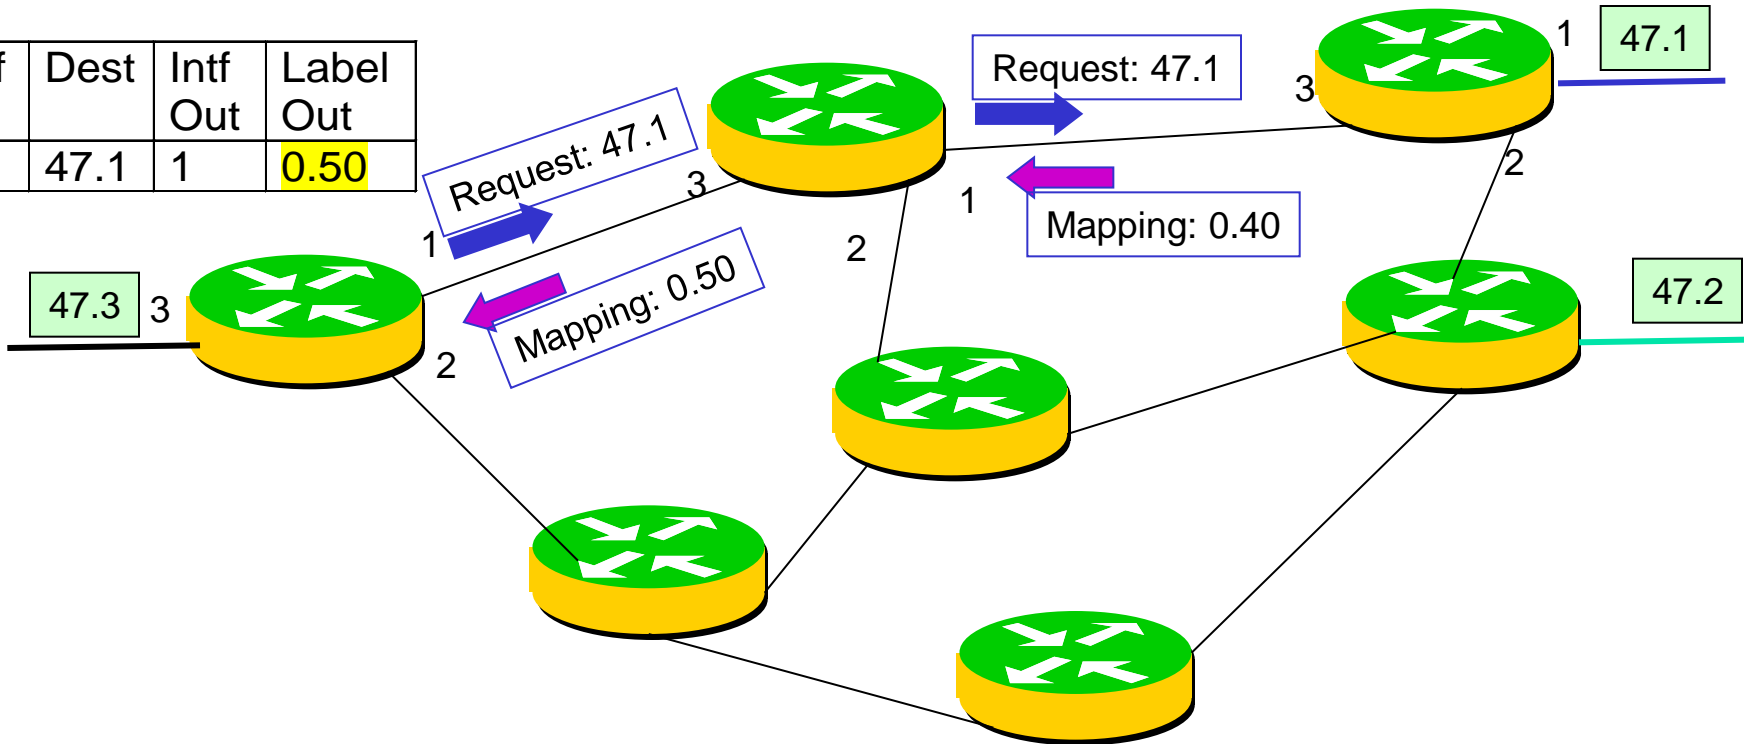 f Dest Intf Out Label Out
47.1 1 0.50
Request: 47.1
Mapping: 0.50
Request: 47.1
Mapping: 0.40
1
47.1
3
2
3
1
2
1
47.3
3
2
47.2